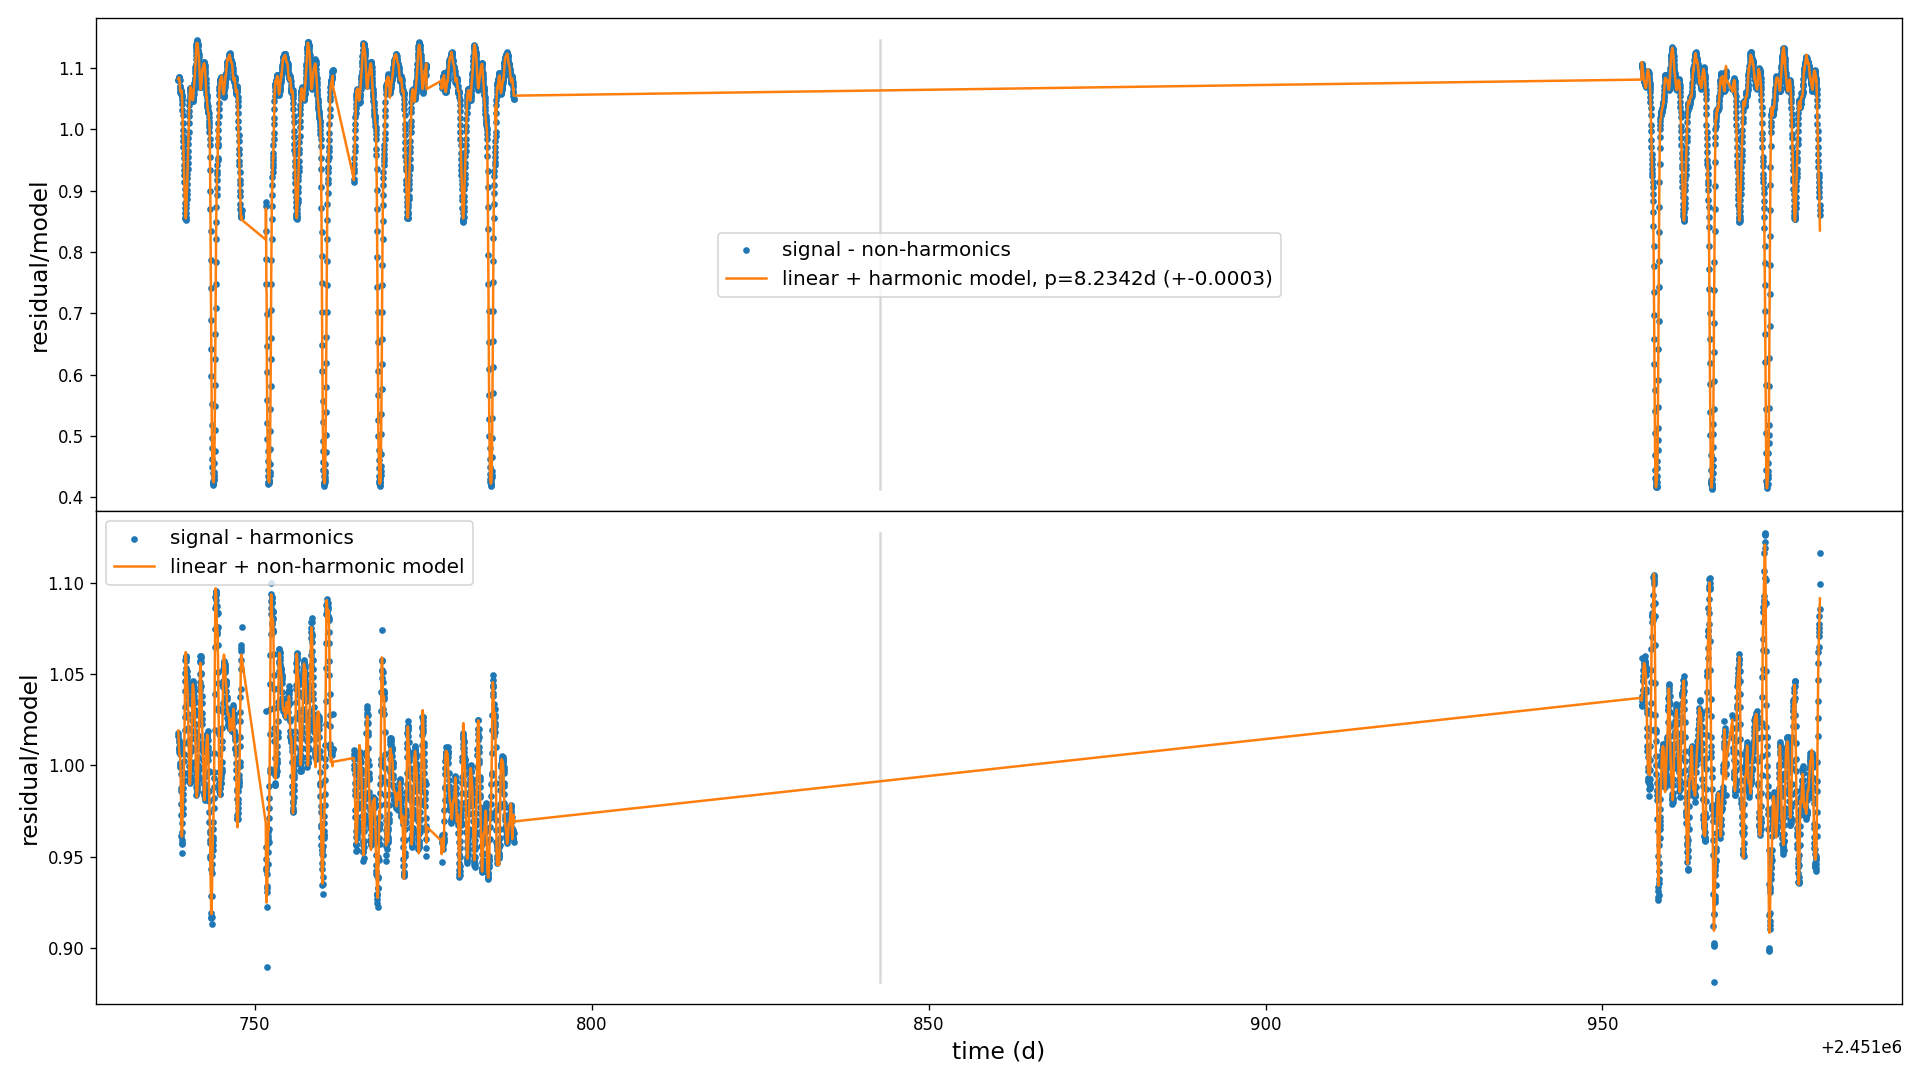 1.1
1.0
0.9
0.8
0.7
0.6
0.5
0.4
residual/model
signal - non-harmonics
linear + harmonic model, p=8.2342d (+-0.0003)
signal - harmonics
linear + non-harmonic model
1.10
1.05
1.00
0.95
0.90
residual/model
750
800
850
900
950
time (d)
+2.451e6